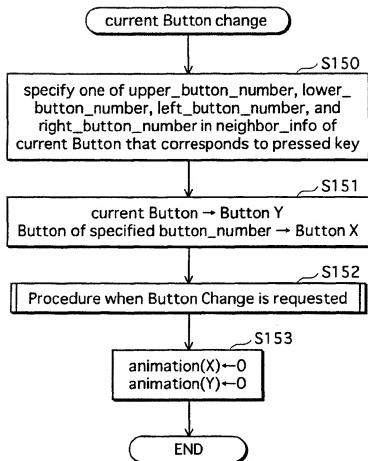 current Button change
S150
specify one of upper_button_number, lower_
button_number, left_button_number, and
right_button_number in neighbor_info of
current Button that corresponds to pressed key
S151
current Button → Button Y
Button of specified button_number → Button X
S152
Procedure when Button Change is requested
S153
animation(X)←0
animation(Y)←0
END